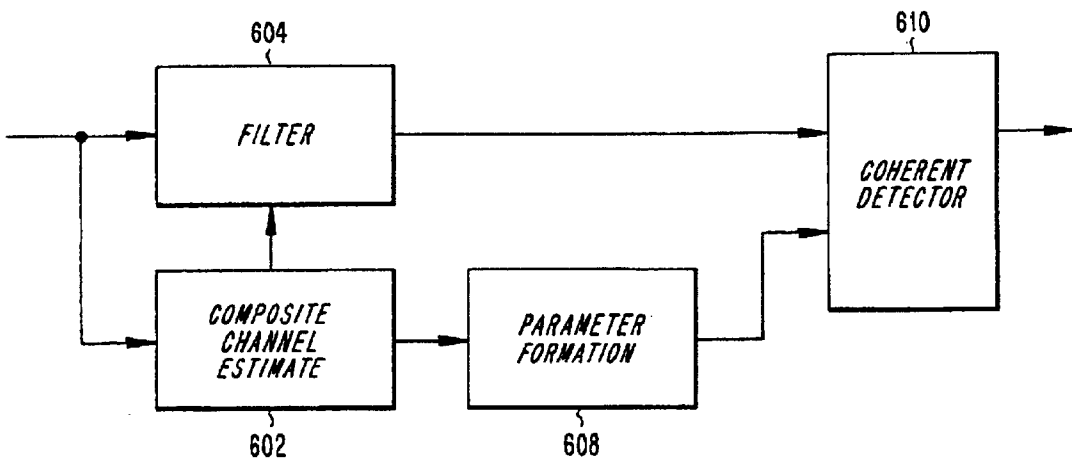 604
FILTER
610
COHERENT
DETECTOR
COMPOSITE
CHANNEL
ESTIMATE
602
PARAMETER
FORMATION
608